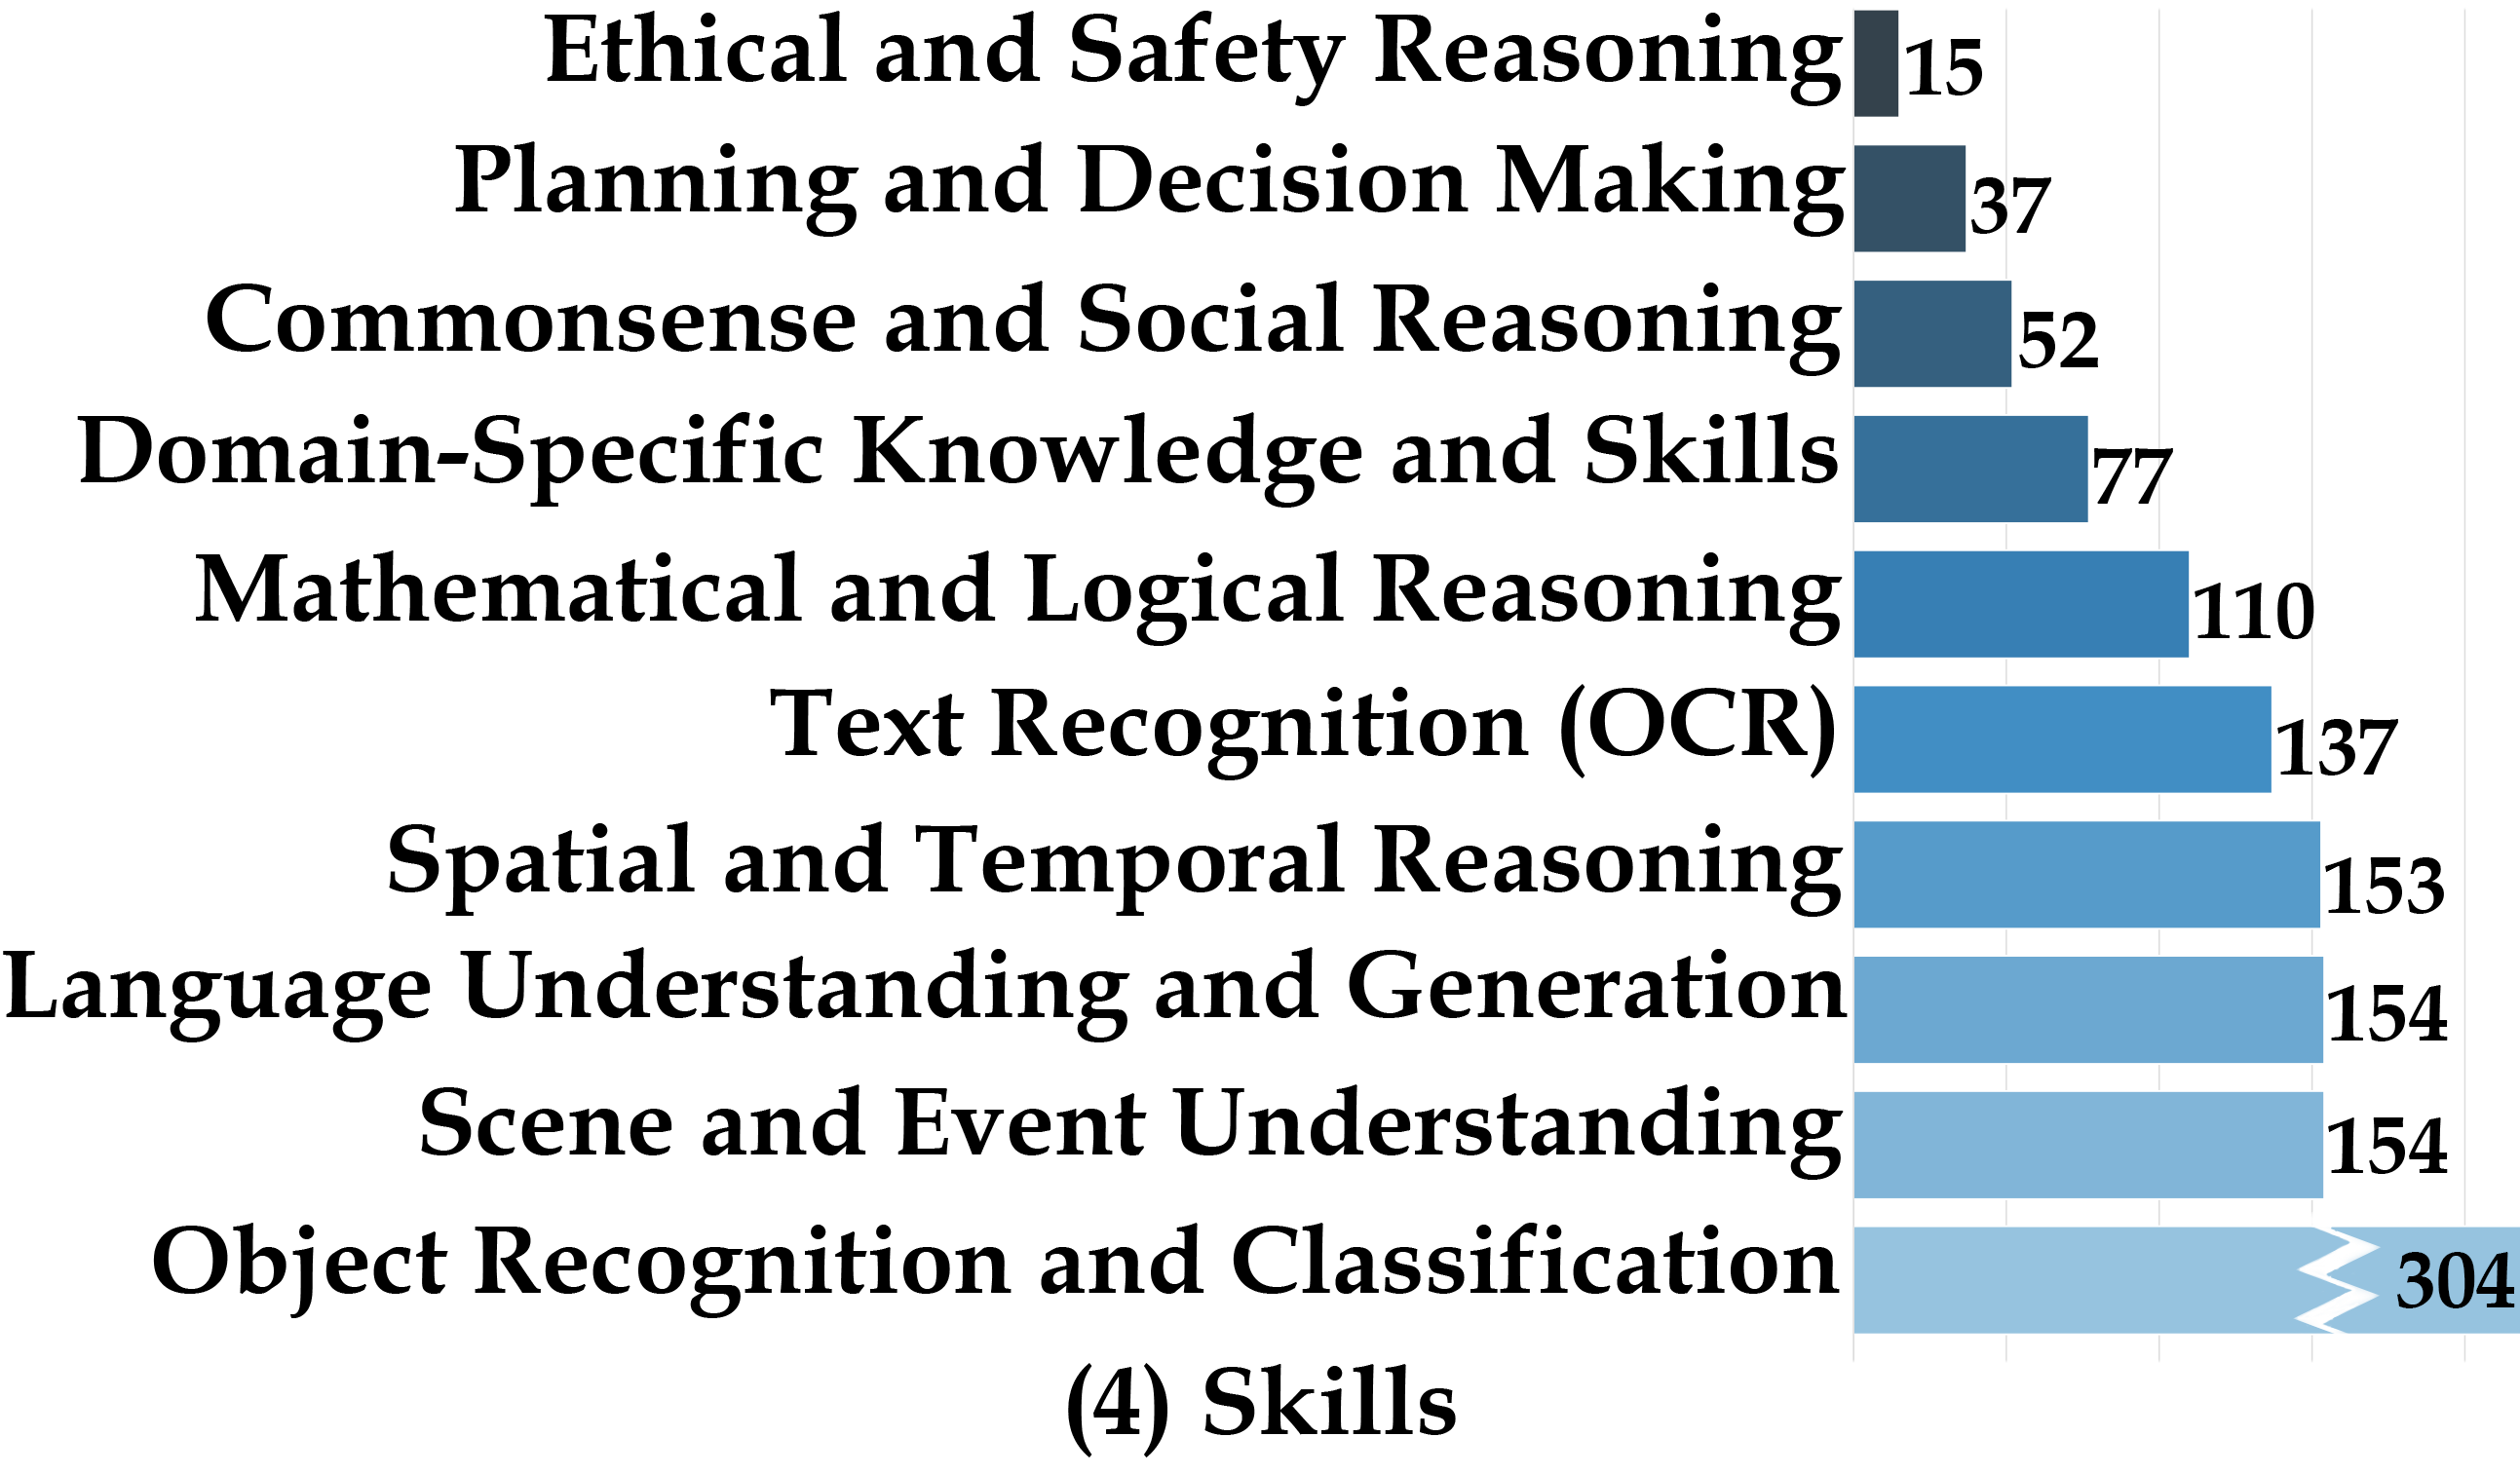 Ethical and Safety Reasoning 15
Planning and Decision Making 37
Commonsense and Social Reasoning 52
Domain-Specific Knowledge and Skills 77
Mathematical and Logical Reasoning 110
Text Recognition (OCR) 137
Spatial and Temporal Reasoning 153
Language Understanding and Generation 154
Scene and Event Understanding 154
Object Recognition and Classification 304
(4) Skills